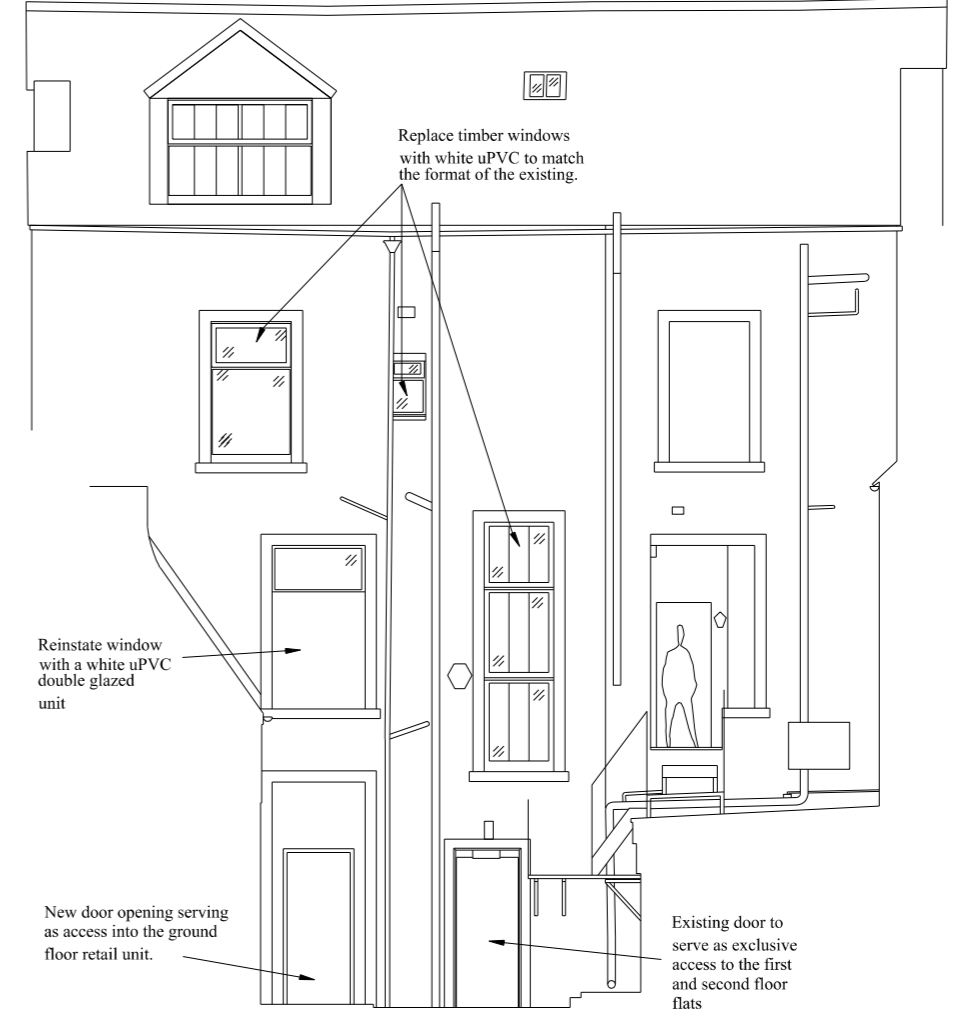 Replace timber windows
with white uPVC to match
the format of the existing.
Reinstate window
with a white uPVC
double glazed
unit
New door opening serving
as access into the ground
floor retail unit.
Existing door to
serve as exclusive
access to the first
and second floor
flats